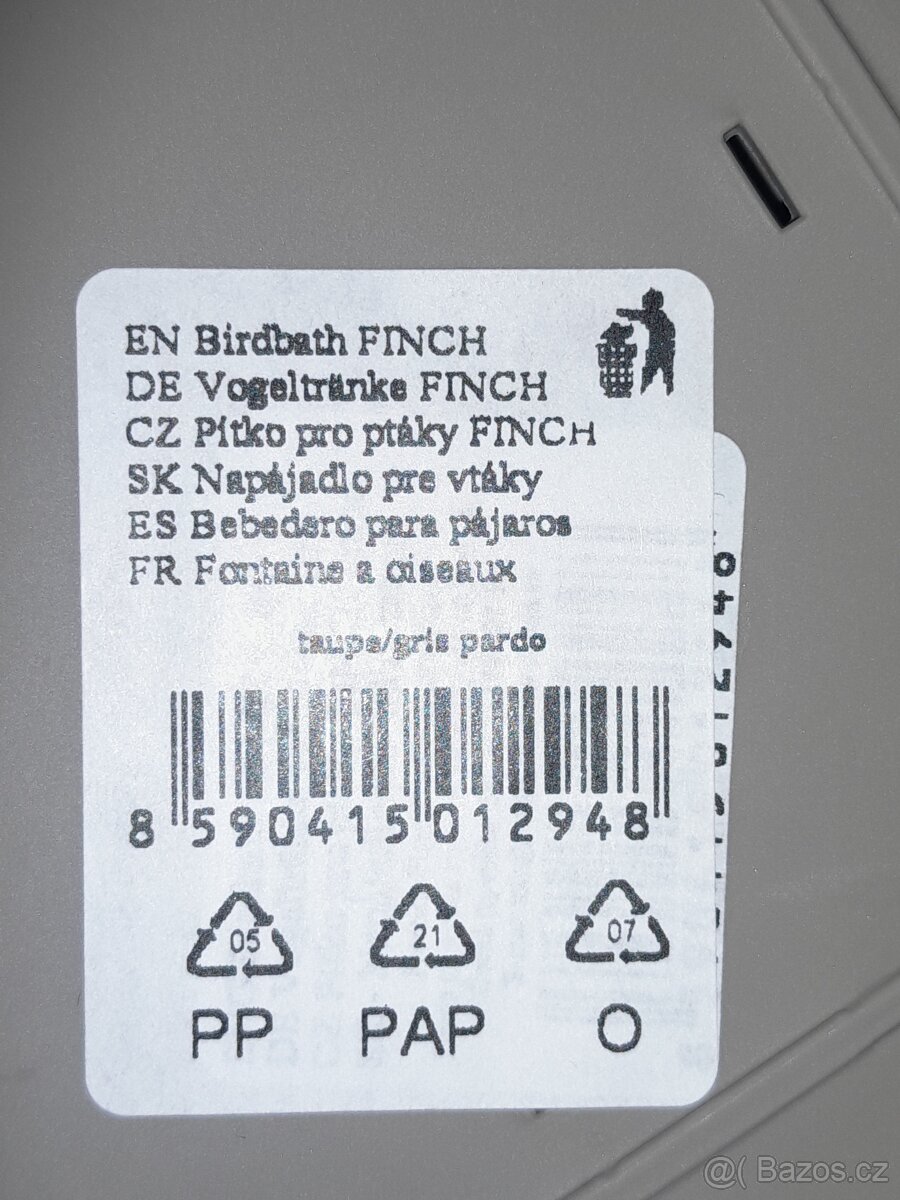 EN Birdbath FINCH
DE Vogeltränke FINCH
CZ Pítko pro ptáky FINCH
SK Napájadlo pre vtáky
ES Bebedero para pájaros
FR Fontaine a oiseaux
taupe/gris pardo
8 590415 012948
05 21 07
PP PAP O
@( Bazos.cz